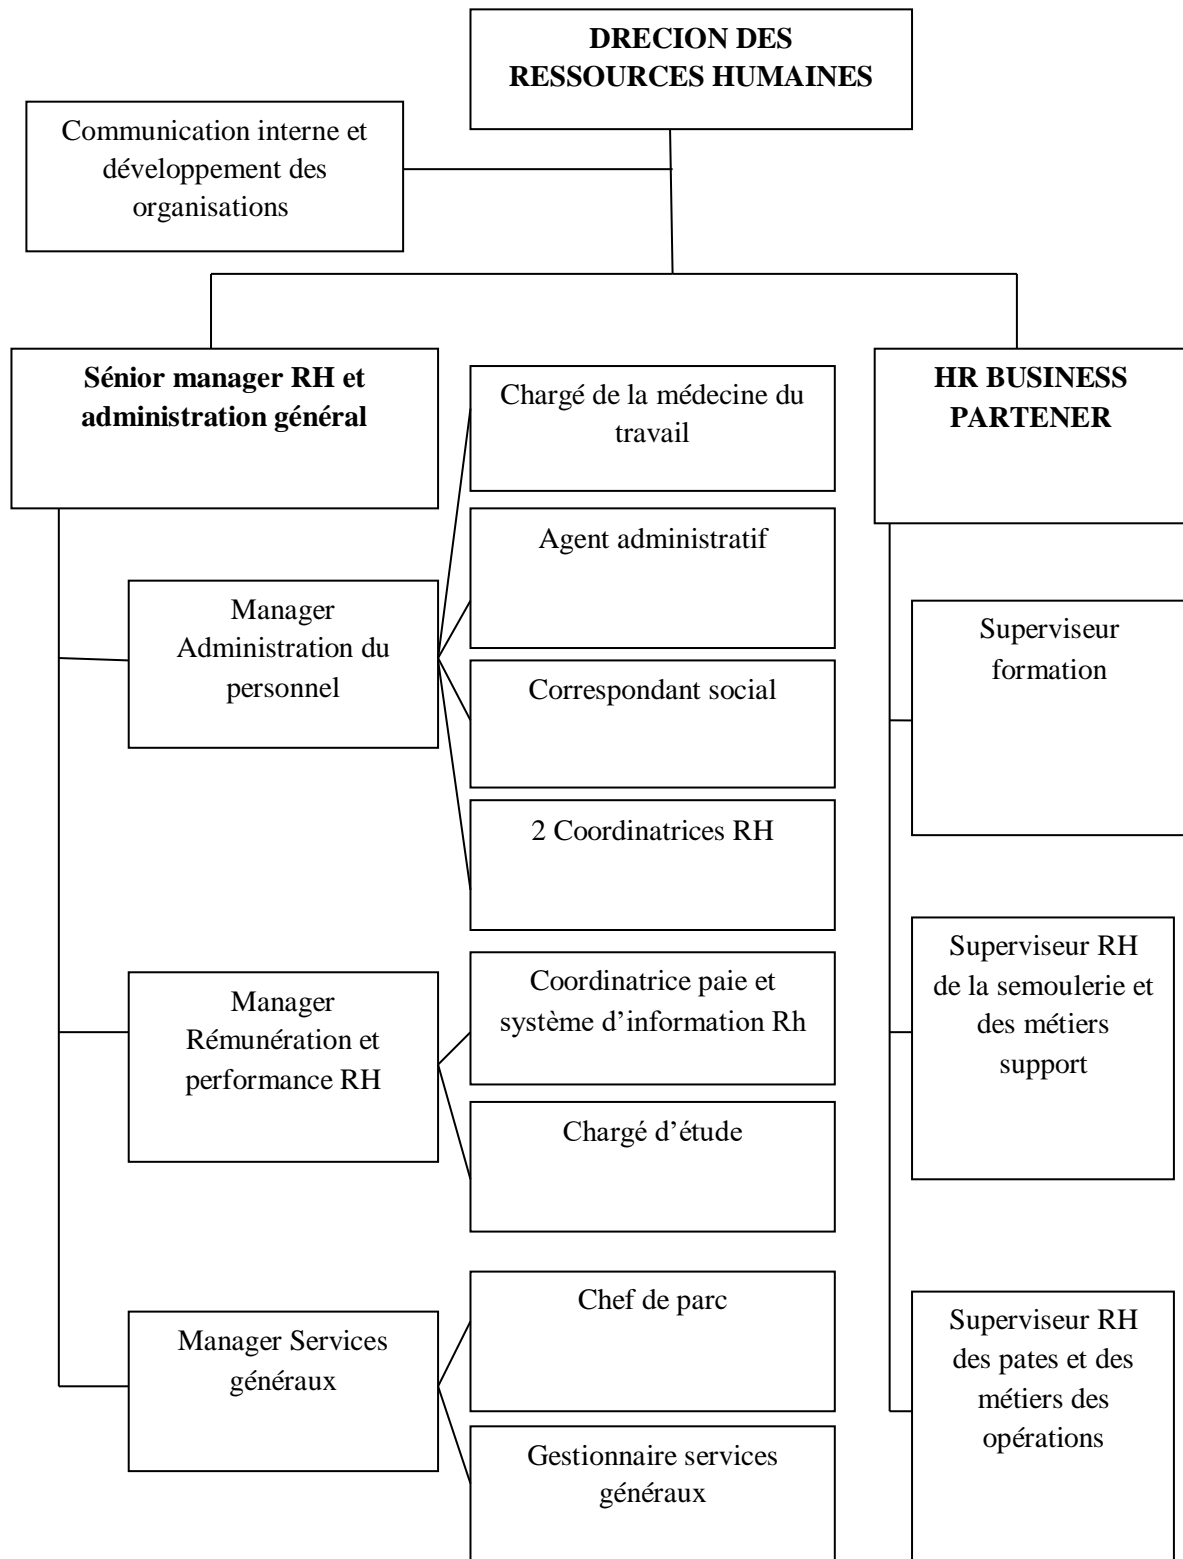 DRECION DES
RESSOURCES HUMAINES
Communication interne et
développement des
organisations
Sénior manager RH et
administration général
HR BUSINESS
PARTENER
Chargé de la médecine du
travail
Agent administratif
Manager
Administration du
personnel
Correspondant social
2 Coordinatrices RH
Superviseur
formation
Manager
Rémunération et
performance RH
Coordinatrice paie et
système d’information Rh
Chargé d’étude
Superviseur RH
de la semoulerie et
des métiers
support
Manager Services
généraux
Chef de parc
Gestionnaire services
généraux
Superviseur RH
des pates et des
métiers des
opérations